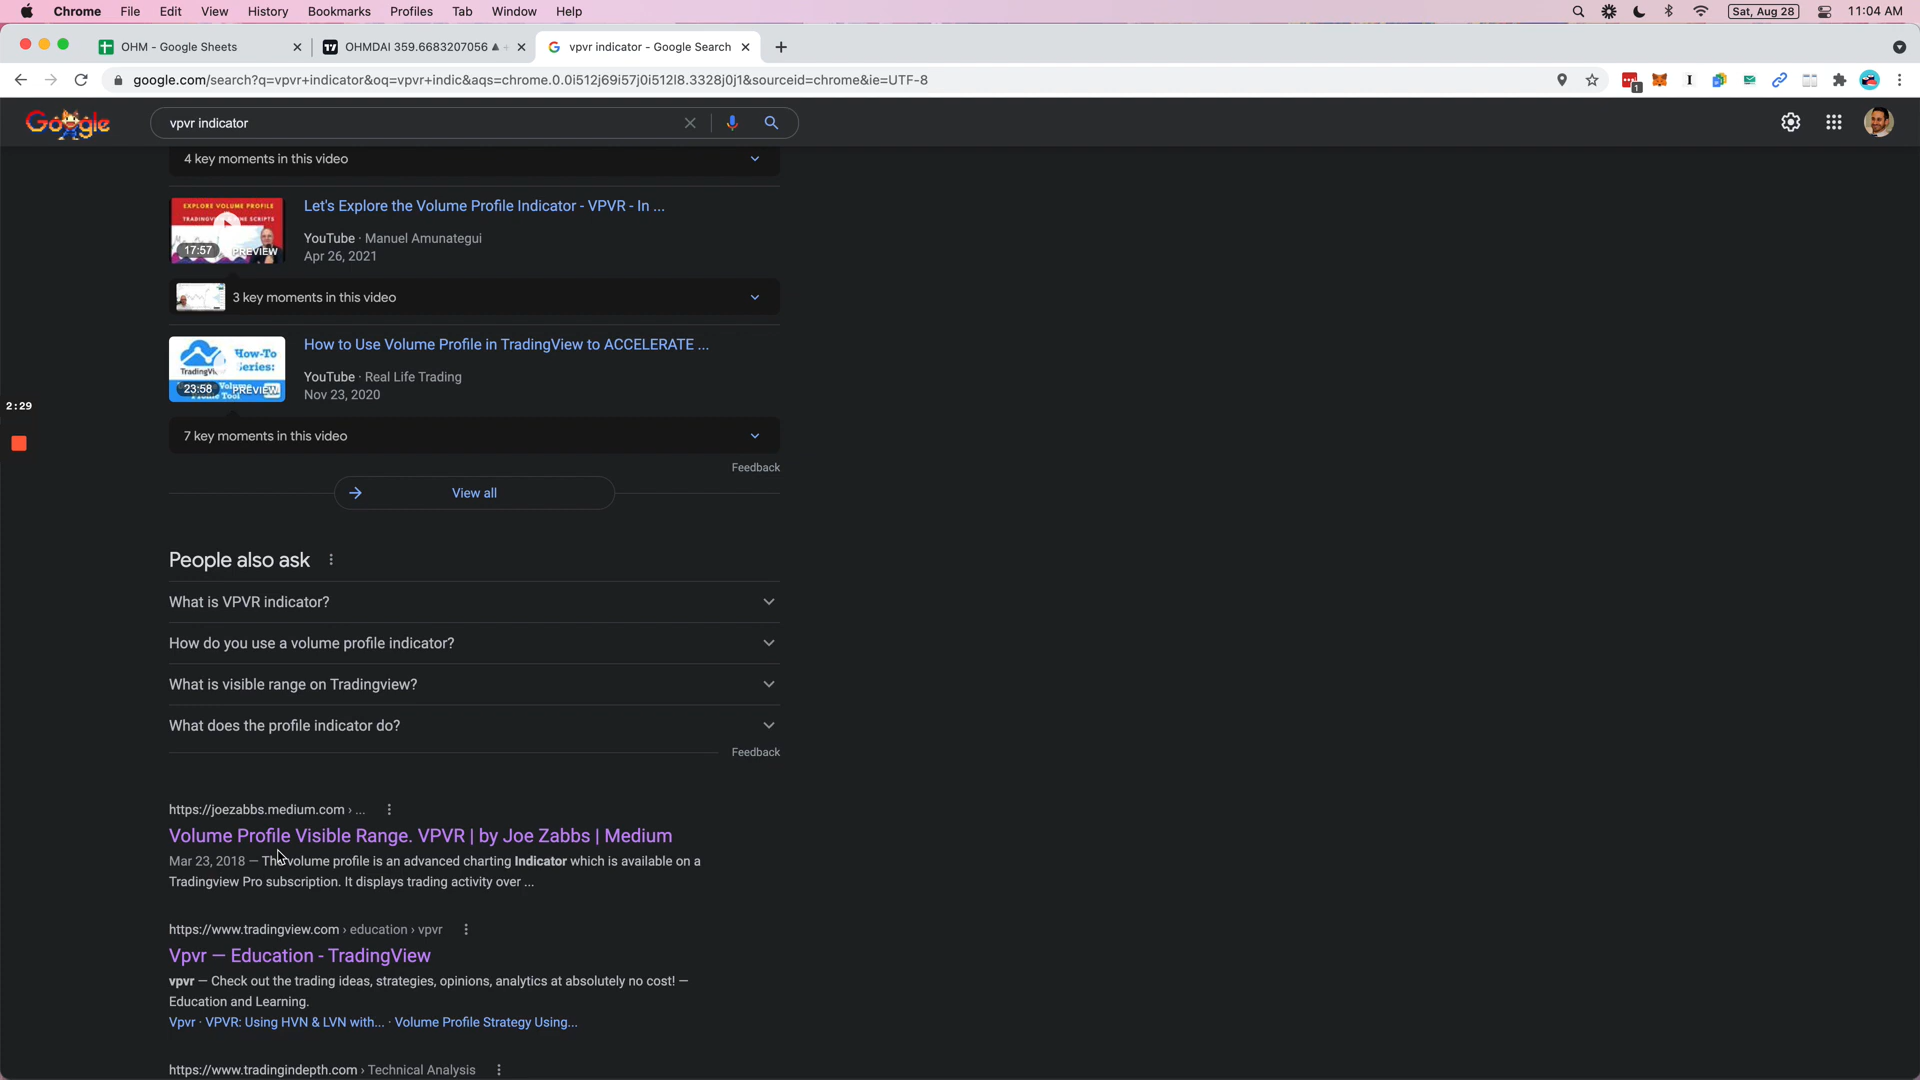 Chrome File Edit View History Bookmarks Profiles Tab Window Help Sat, Aug 28 11:04 AM
OHM - Google Sheets OHMDAI 359.6683207056 vpvr indicator - Google Search
google.com/search?q=vpvr+indicator&oq=vpvr+indic&aqs=chrome.0.0i512j69i57j0i512l8.3328j0j1&sourceid=chrome&ie=UTF-8
1
Google vpvr indicator
4 key moments in this video
EXPLORE VOLUME PROFILE
17:57 PREVIEW
Let's Explore the Volume Profile Indicator - VPVR - In ...
YouTube · Manuel Amunategui
Apr 26, 2021
3 key moments in this video
How-To
Series:
23:58 PREVIEW
How to Use Volume Profile in TradingView to ACCELERATE ...
YouTube · Real Life Trading
Nov 23, 2020
2:29
7 key moments in this video
Feedback
View all
People also ask
What is VPVR indicator?
How do you use a volume profile indicator?
What is visible range on Tradingview?
What does the profile indicator do?
Feedback
https://joezabbs.medium.com › ...
Volume Profile Visible Range. VPVR | by Joe Zabbs | Medium
Mar 23, 2018 — The volume profile is an advanced charting Indicator which is available on a
Tradingview Pro subscription. It displays trading activity over ...
https://www.tradingview.com › education › vpvr
Vpvr — Education - TradingView
vpvr — Check out the trading ideas, strategies, opinions, analytics at absolutely no cost! —
Education and Learning.
Vpvr · VPVR: Using HVN & LVN with... · Volume Profile Strategy Using...
https://www.tradingindepth.com › Technical Analysis